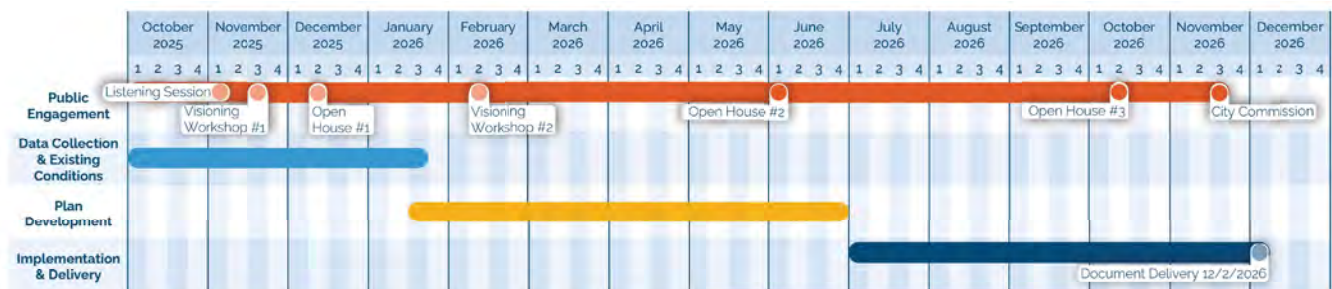 October November December January February March April May June July August September October November December
2025 2025 2025 2026 2026 2026 2026 2026 2026 2026 2026 2026 2026 2026 2026
1 2 3 4 1 2 3 4 1 2 3 4 1 2 3 4 1 2 3 4 1 2 3 4 1 2 3 4 1 2 3 4 1 2 3 4 1 2 3 4 1 2 3 4 1 2 3 4 1 2 3 4 1 2 3 4 1 2 3 4
Public
Engagement
Listening Session
Visioning
Workshop #1
Open
House #1
Visioning
Workshop #2
Open House #2
Open House #3
City Commission
Data Collection
& Existing
Conditions
Plan
Development
Implementation
& Delivery
Document Delivery 12/2/2026